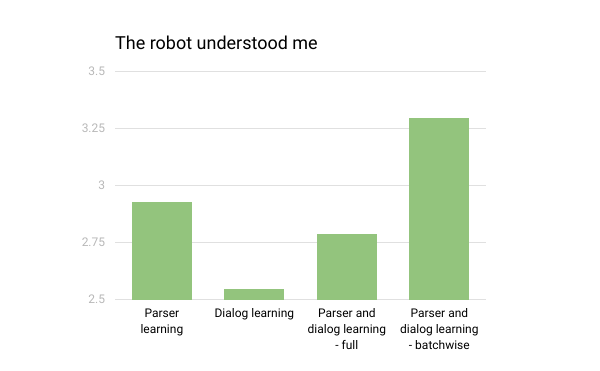 The robot understood me
3.5
3.25
3
2.75
2.5
Parser
learning
Dialog learning
Parser and
dialog learning
- full
Parser and
dialog learning
- batchwise